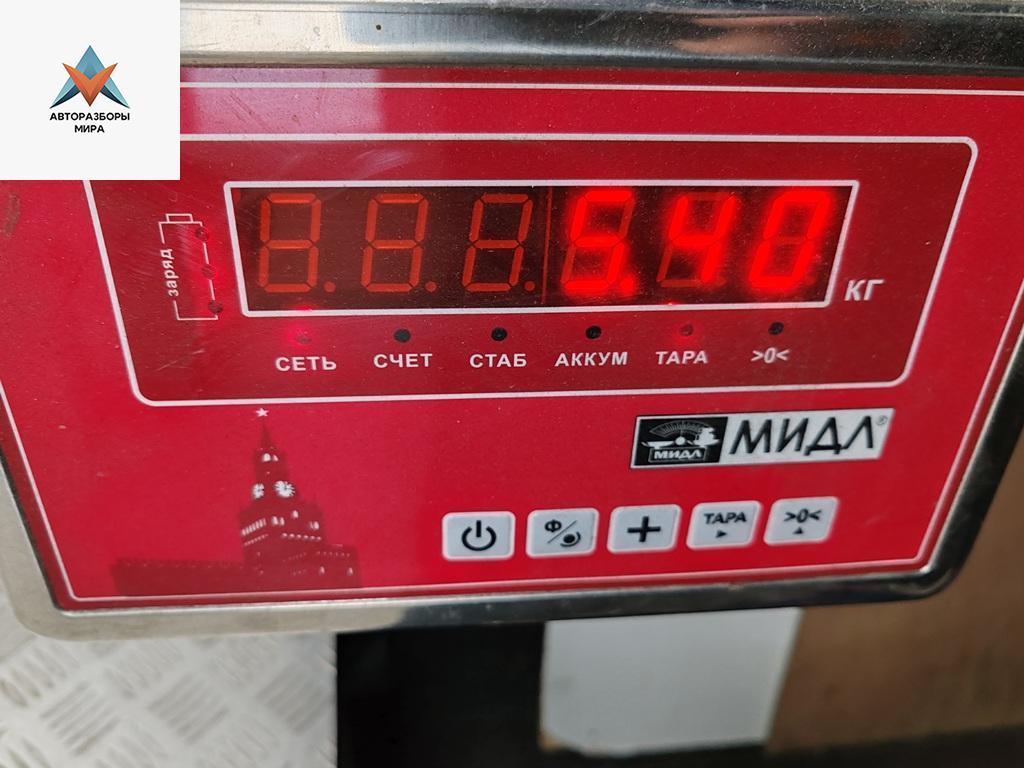 АВТОРАЗБОРЫ
МИРА
заряд
5.40
КГ
СЕТЬ СЧЕТ СТАБ АККУМ ТАРА >0<
МИДЛ МИДЛ®
Ф ТАРА >0<